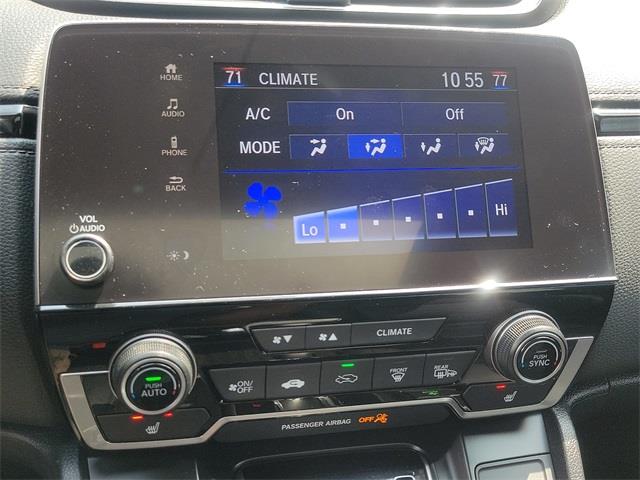 HOME
71 CLIMATE 10 55 77
AUDIO
A/C On Off
PHONE
MODE
BACK
VOL
AUDIO
Lo Hi
CLIMATE
PUSH
AUTO
ON/
OFF
FRONT
REAR
PUSH
SYNC
PASSENGER AIRBAG OFF